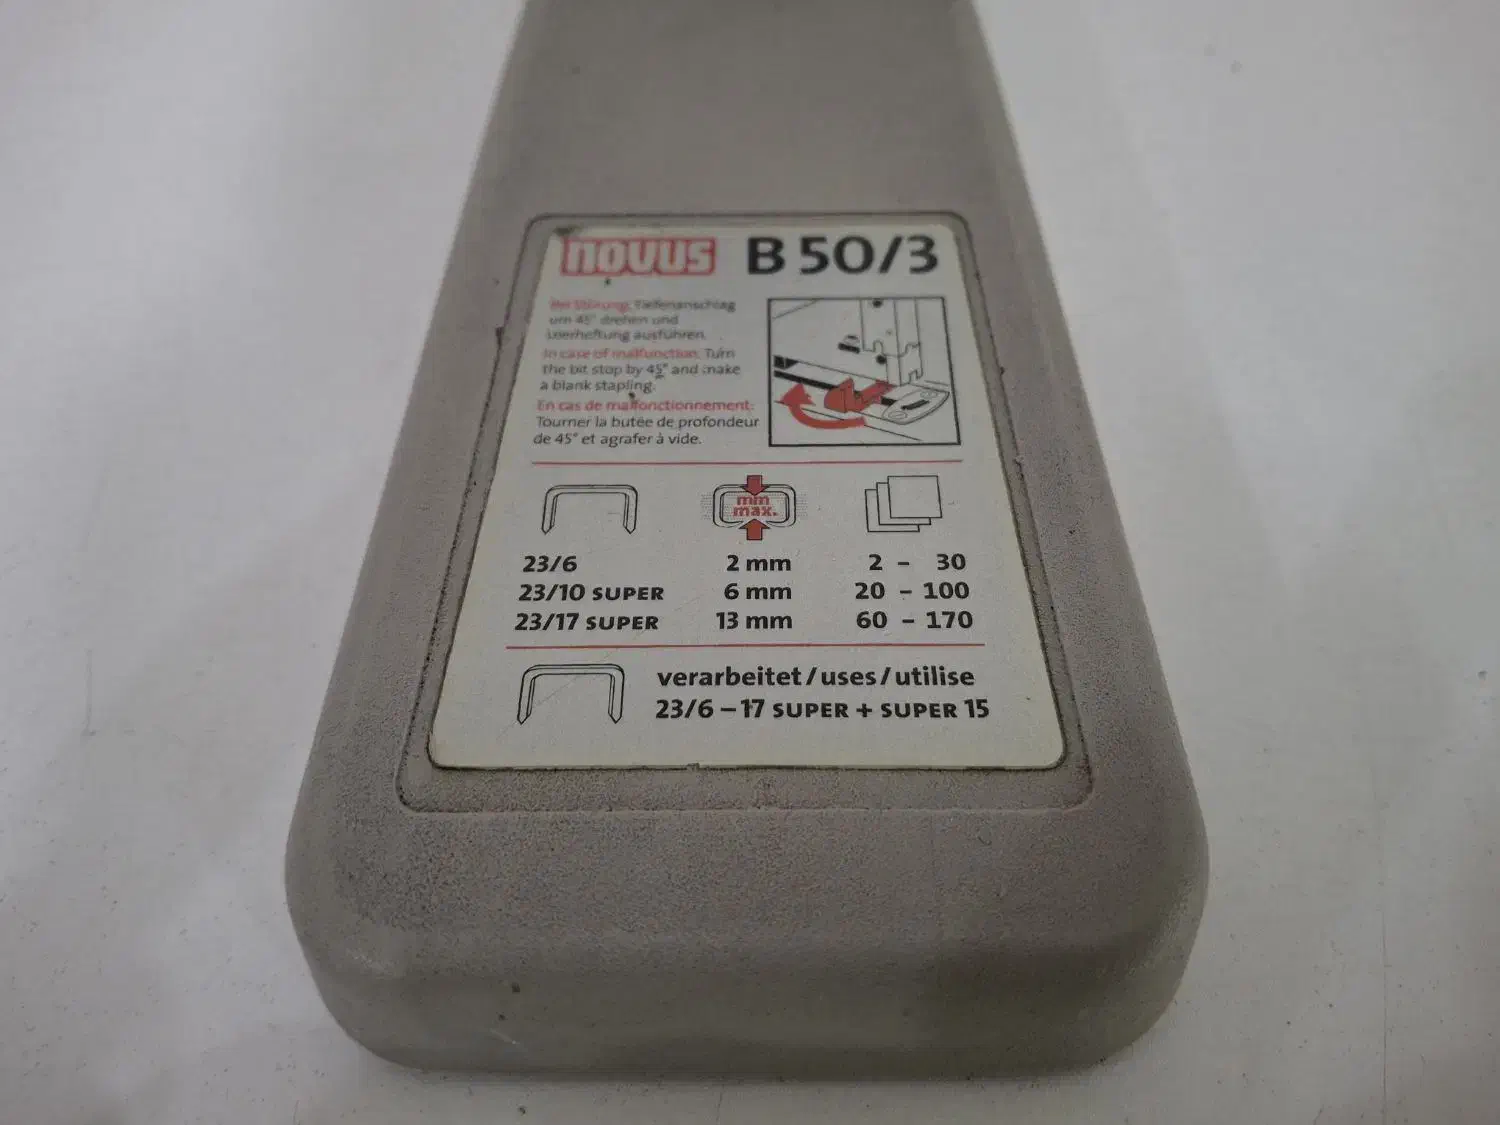 novus B 50/3
Bei Störung: Tiefenanschlag
um 45° drehen und
Leerheftung ausführen.
In case of malfunction: Turn
the bit stop by 45° and make
a blank stapling.
En cas de malfonctionnement:
Tourner la butée de profondeur
de 45° et agrafer à vide.
mm
max.
23/6 2 mm 2 - 30
23/10 SUPER 6 mm 20 - 100
23/17 SUPER 13 mm 60 - 170
verarbeitet/uses/utilise
23/6 – 17 SUPER + SUPER 15